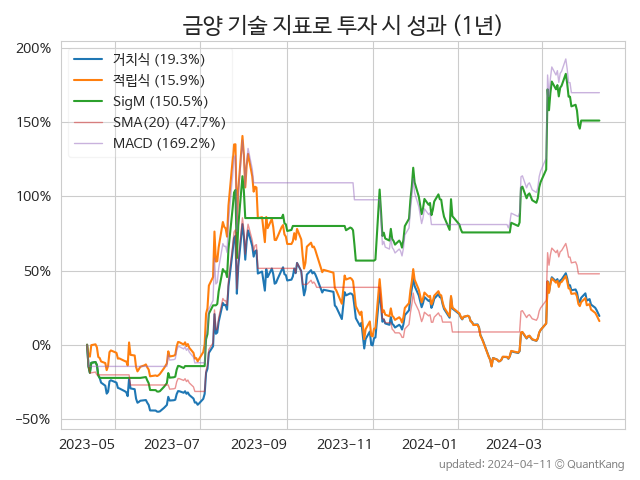 금양 기술 지표로 투자 시 성과 (1년)
200%
150%
100%
50%
0%
−50%
거치식 (19.3%)
적립식 (15.9%)
SigM (150.5%)
SMA(20) (47.7%)
MACD (169.2%)
2023-05 2023-07 2023-09 2023-11 2024-01 2024-03
updated: 2024-04-11 © QuantKang